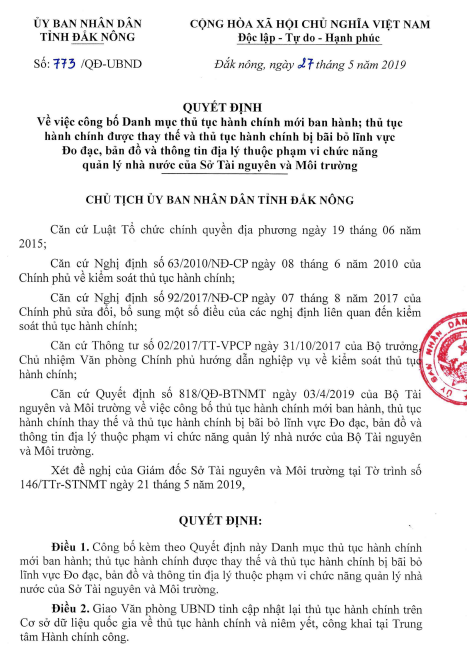 ỦY BAN NHÂN DÂN
TỈNH ĐẮK NÔNG
CỘNG HÒA XÃ HỘI CHỦ NGHĨA VIỆT NAM
Độc lập - Tự do - Hạnh phúc
Số: 773 /QĐ-UBND
Đắk nông, ngày 27 tháng 5 năm 2019
QUYẾT ĐỊNH
Về việc công bố Danh mục thủ tục hành chính mới ban hành; thủ tục
hành chính được thay thế và thủ tục hành chính bị bãi bỏ lĩnh vực
Đo đạc, bản đồ và thông tin địa lý thuộc phạm vi chức năng
quản lý nhà nước của Sở Tài nguyên và Môi trường
CHỦ TỊCH ỦY BAN NHÂN DÂN TỈNH ĐẮK NÔNG
Căn cứ Luật Tổ chức chính quyền địa phương ngày 19 tháng 06 năm
2015;
Căn cứ Nghị định số 63/2010/NĐ-CP ngày 08 tháng 6 năm 2010 của
Chính phủ về kiểm soát thủ tục hành chính;
Căn cứ Nghị định số 92/2017/NĐ-CP ngày 07 tháng 8 năm 2017 của
Chính phủ sửa đổi, bổ sung một số điều của các nghị định liên quan đến kiểm
soát thủ tục hành chính;
Căn cứ Thông tư số 02/2017/TT-VPCP ngày 31/10/2017 của Bộ trưởng,
Chủ nhiệm Văn phòng Chính phủ hướng dẫn nghiệp vụ về kiểm soát thủ tục
hành chính;
Căn cứ Quyết định số 818/QĐ-BTNMT ngày 03/4/2019 của Bộ Tài
nguyên và Môi trường về việc công bố thủ tục hành chính mới ban hành, thủ tục
hành chính thay thế và thủ tục hành chính bị bãi bỏ lĩnh vực Đo đạc, bản đồ và
thông tin địa lý thuộc phạm vi chức năng quản lý nhà nước của Bộ Tài nguyên
và Môi trường.
Xét đề nghị của Giám đốc Sở Tài nguyên và Môi trường tại Tờ trình số
146/TTr-STNMT ngày 21 tháng 5 năm 2019,
QUYẾT ĐỊNH:
Điều 1. Công bố kèm theo Quyết định này Danh mục thủ tục hành chính
mới ban hành; thủ tục hành chính được thay thế và thủ tục hành chính bị bãi bỏ
lĩnh vực Đo đạc, bản đồ và thông tin địa lý thuộc phạm vi chức năng quản lý nhà
nước của Sở Tài nguyên và Môi trường.
Điều 2. Giao Văn phòng UBND tỉnh cập nhật lại thủ tục hành chính trên
Cơ sở dữ liệu quốc gia về thủ tục hành chính và niêm yết, công khai tại Trung
tâm Hành chính công.
ỦY BAN NHÂN DÂN